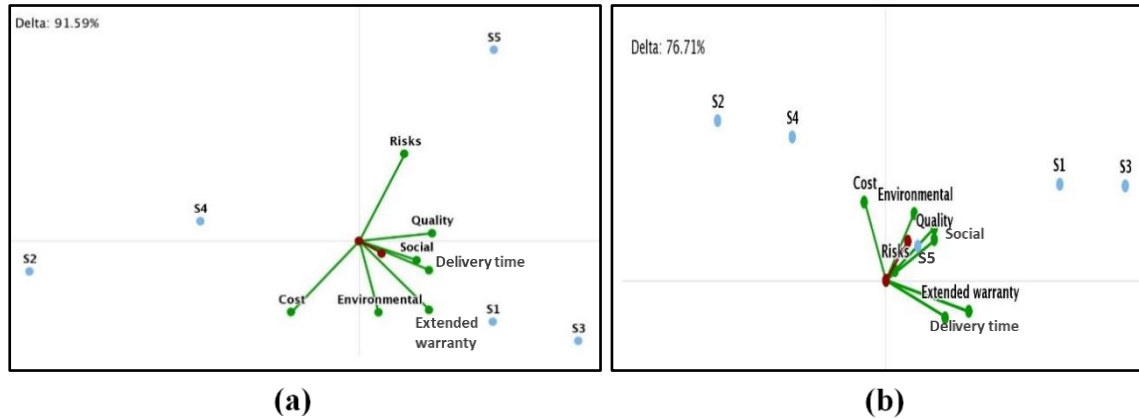 Delta: 91.59%
S5
Risks
Quality
S4
Social
Delivery time
S2
Cost
Environmental
Extended
warranty
S1
S3
(a)
Delta: 76.71%
S2
S4
S1
S3
Cost
Environmental
Quality
Social
Risks
S5
Extended warranty
Delivery time
(b)